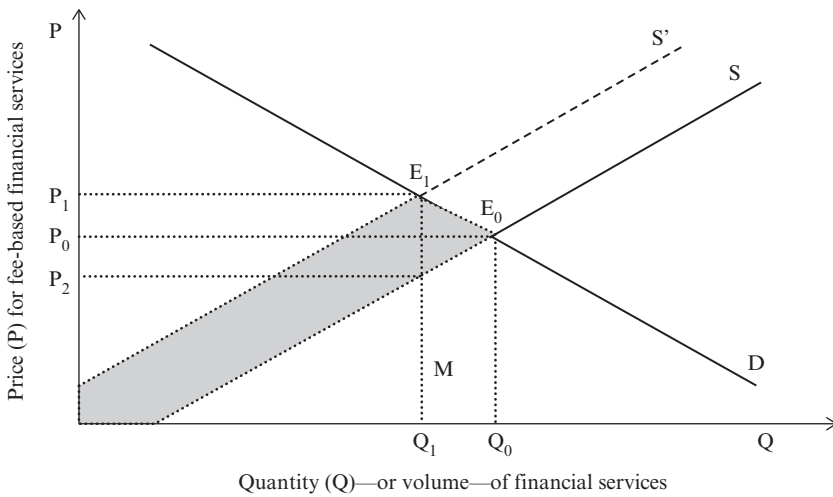 P
S’
S
E₁
E₀
P₁
P₀
P₂
M
D
Q₁
Q₀
Q
Price (P) for fee-based financial services
Quantity (Q)—or volume—of financial services